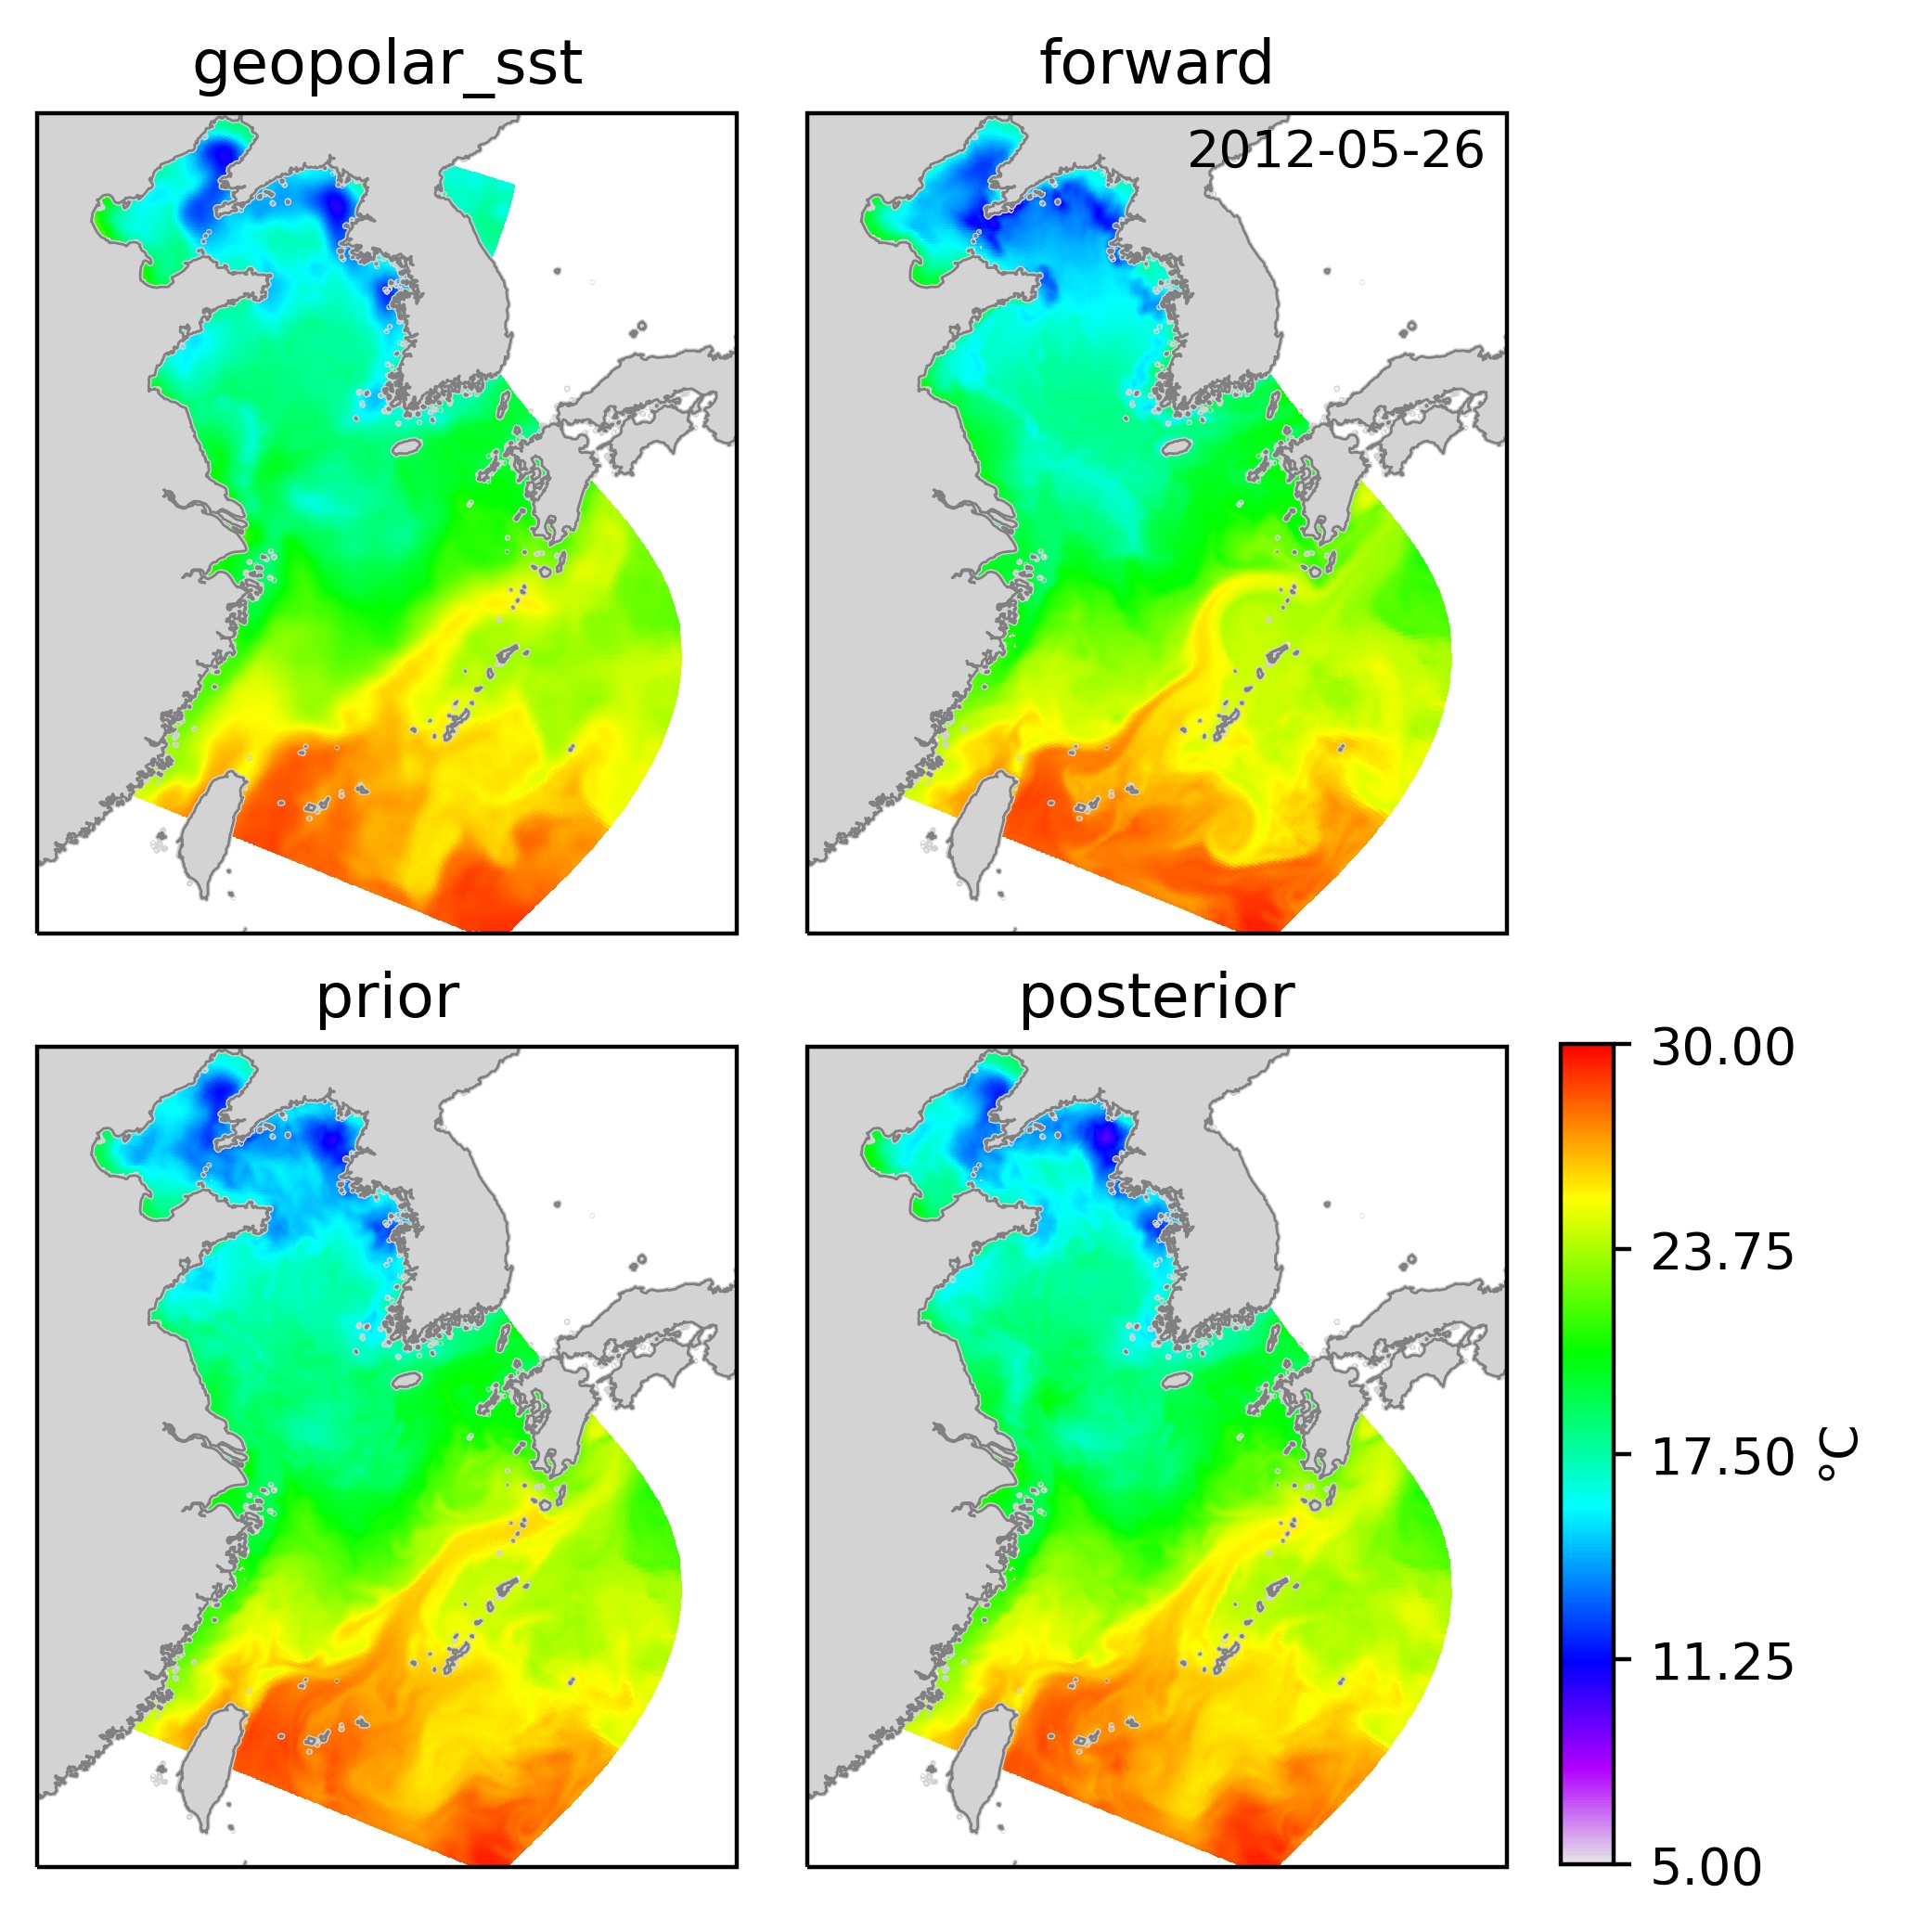 geopolar_sst
forward
2012-05-26
prior
posterior
30.00
23.75
17.50
11.25
5.00
°C